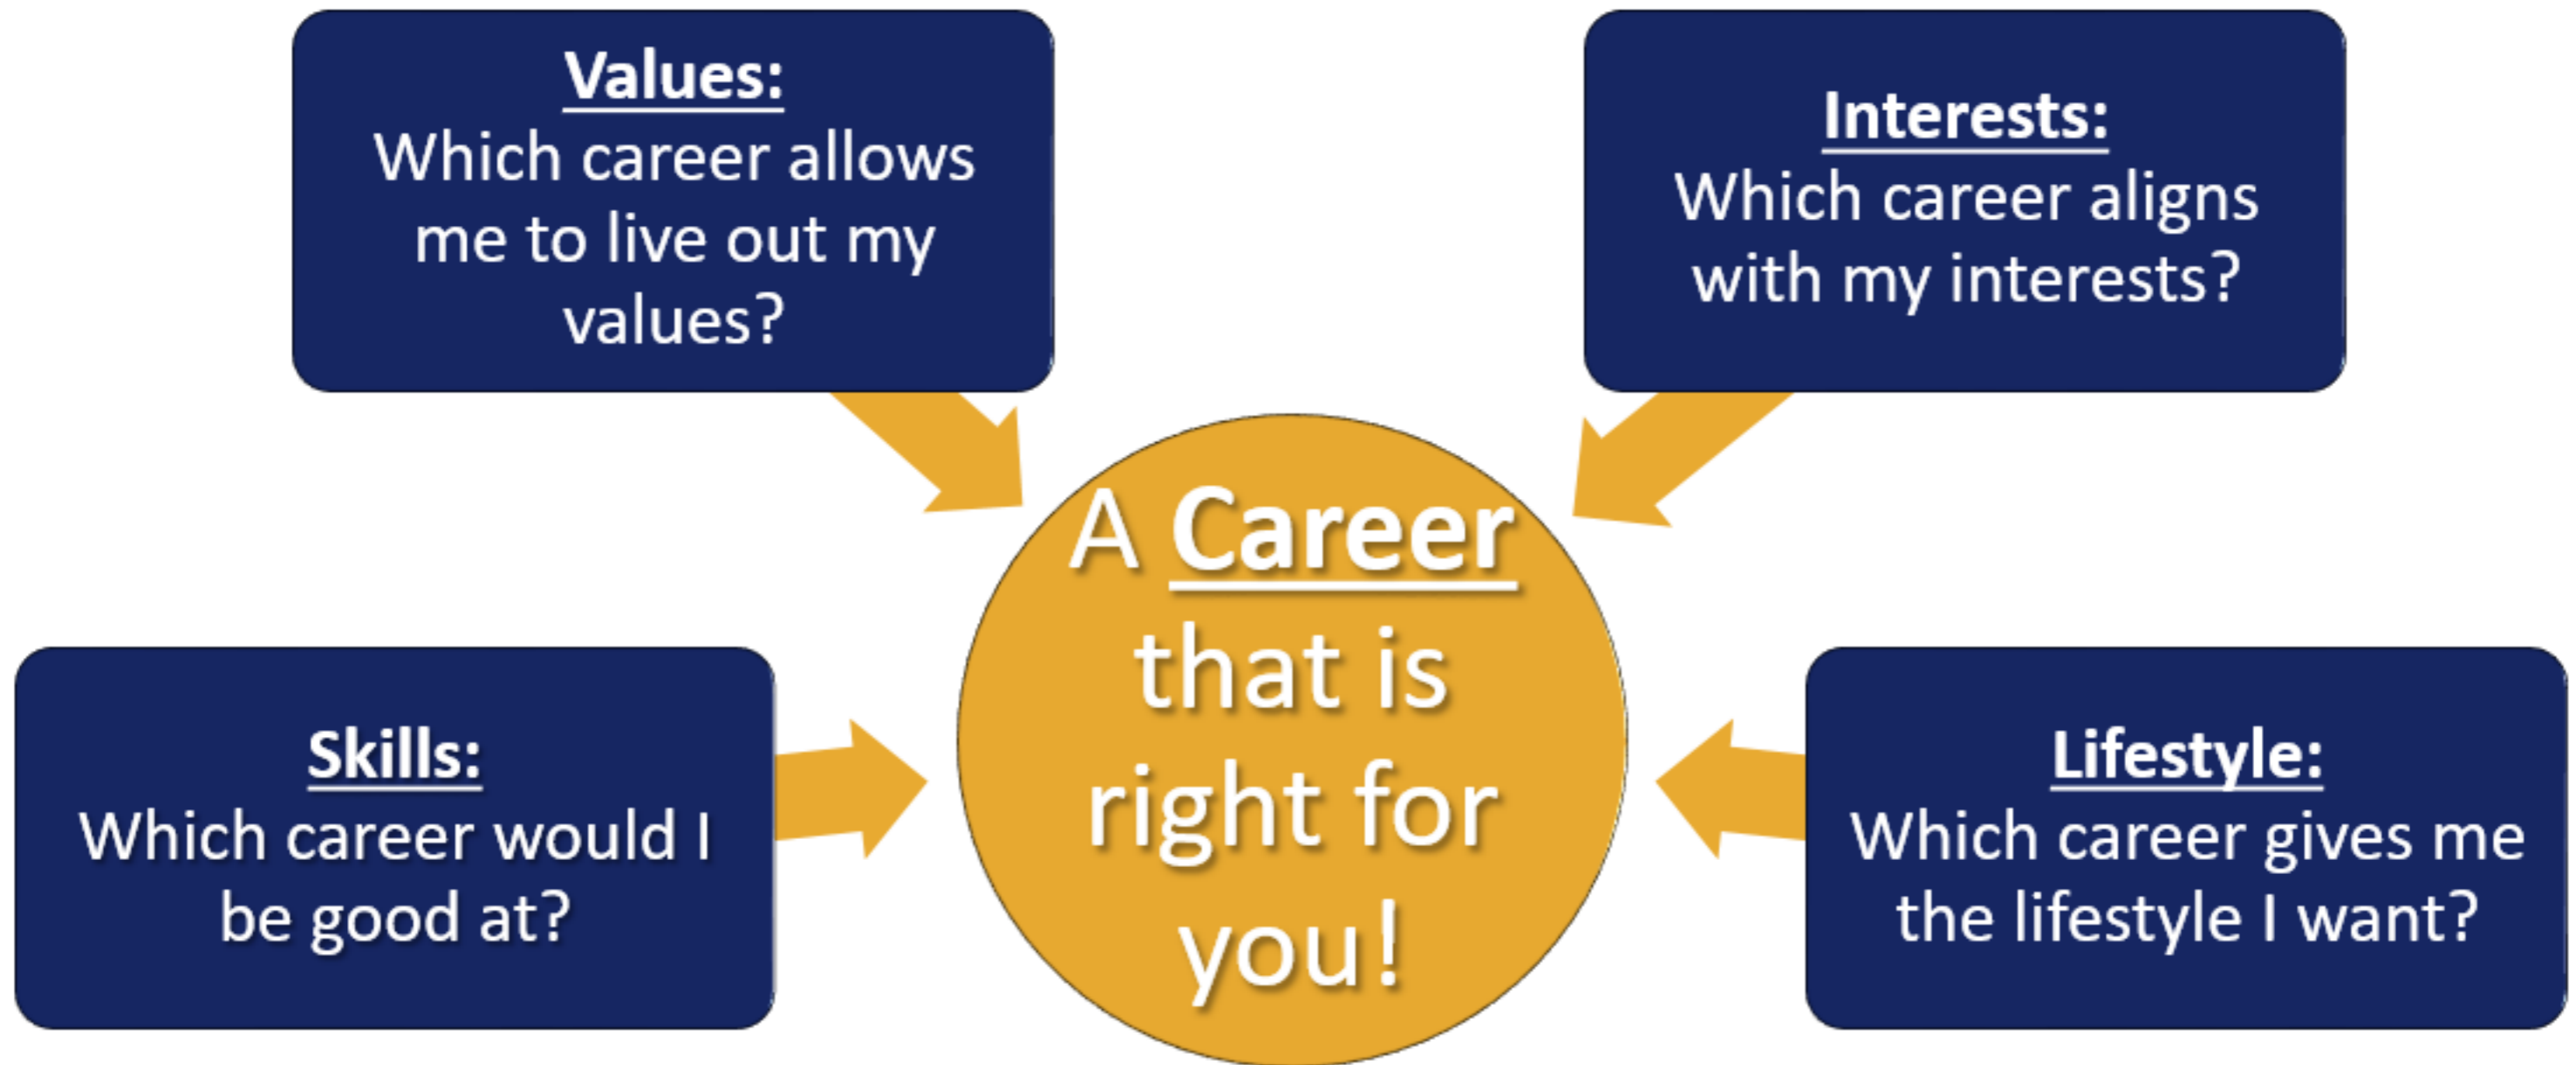 Values:
Which career allows
me to live out my
values?
Interests:
Which career aligns
with my interests?
A Career
that is
right for
you!
Skills:
Which career would I
be good at?
Lifestyle:
Which career gives me
the lifestyle I want?